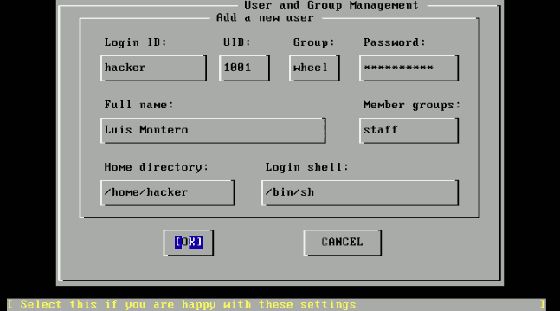 User and Group Management
Add a new user
Login ID: UID: Group: Password:
hacker 1001 wheel **********
Full name: Member groups:
Luis Montero staff
Home directory: Login shell:
/home/hacker /bin/sh
[OK] CANCEL
[ Select this if you are happy with these settings ]